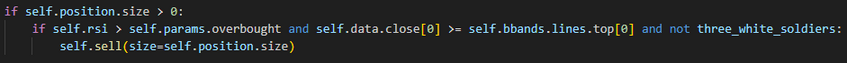 if self.position.size > 0:
    if self.rsi > self.params.overbought and self.data.close[0] >= self.bbands.lines.top[0] and not three_white_soldiers:
        self.sell(size=self.position.size)